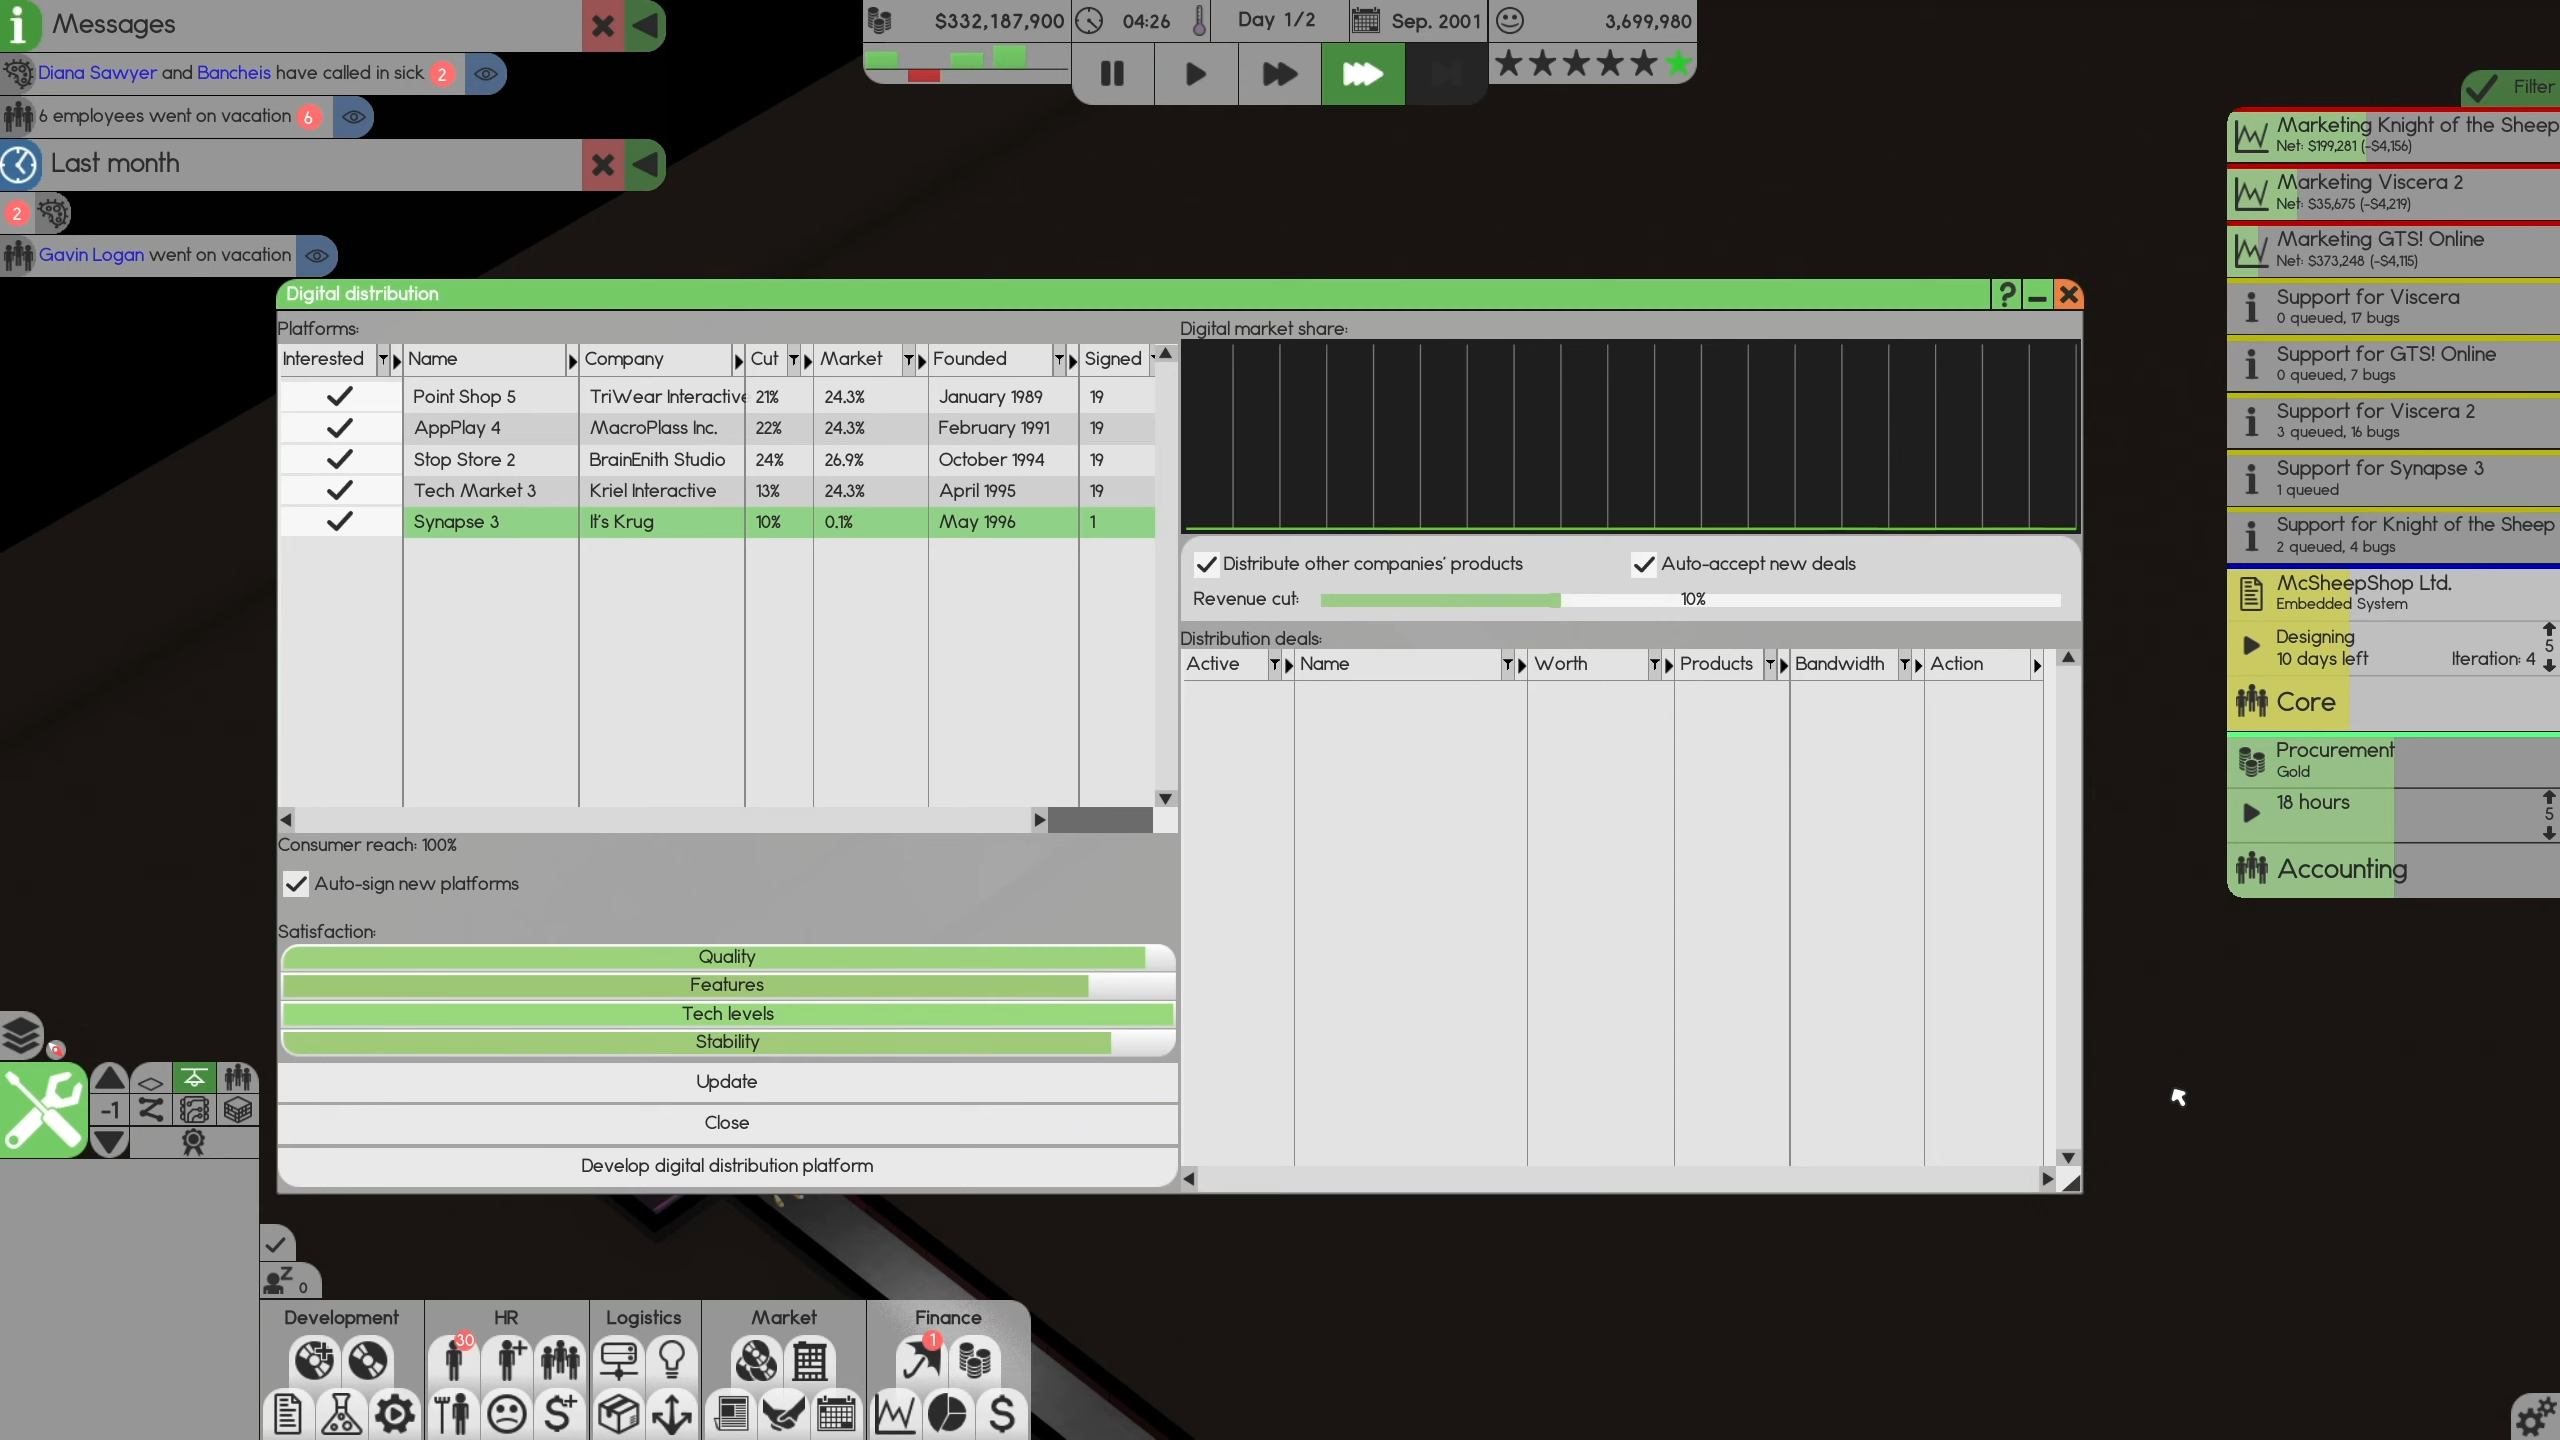 Messages
Diana Sawyer and Bancheis have called in sick 2
6 employees went on vacation 6
Last month
2
Gavin Logan went on vacation
$332,187,900
04:26
Day 1/2
Sep. 2001
3,699,980
Filter
Marketing Knight of the Sheep
Net: $199,281 (-$4,156)
Marketing Viscera 2
Net: $35,675 (-$4,219)
Marketing GTS! Online
Net: $373,248 (-$4,115)
Support for Viscera
0 queued, 17 bugs
Support for GTS! Online
0 queued, 7 bugs
Support for Viscera 2
3 queued, 16 bugs
Support for Synapse 3
1 queued
Support for Knight of the Sheep
2 queued, 4 bugs
McSheepShop Ltd.
Embedded System
Designing
10 days left Iteration: 4
5
Core
Procurement
Gold
18 hours
5
Accounting
Digital distribution
Platforms:
Interested Name Company Cut Market Founded Signed
Point Shop 5 TriWear Interactive 21% 24.3% January 1989 19
AppPlay 4 MacroPlass Inc. 22% 24.3% February 1991 19
Stop Store 2 BrainEnith Studio 24% 26.9% October 1994 19
Tech Market 3 Kriel Interactive 13% 24.3% April 1995 19
Synapse 3 It's Krug 10% 0.1% May 1996 1
Consumer reach: 100%
Auto-sign new platforms
Satisfaction:
Quality
Features
Tech levels
Stability
Update
Close
Develop digital distribution platform
Digital market share:
Distribute other companies' products
Auto-accept new deals
Revenue cut: 10%
Distribution deals:
Active Name Worth Products Bandwidth Action
-1
0
Development
HR
Logistics
Market
Finance
30
1